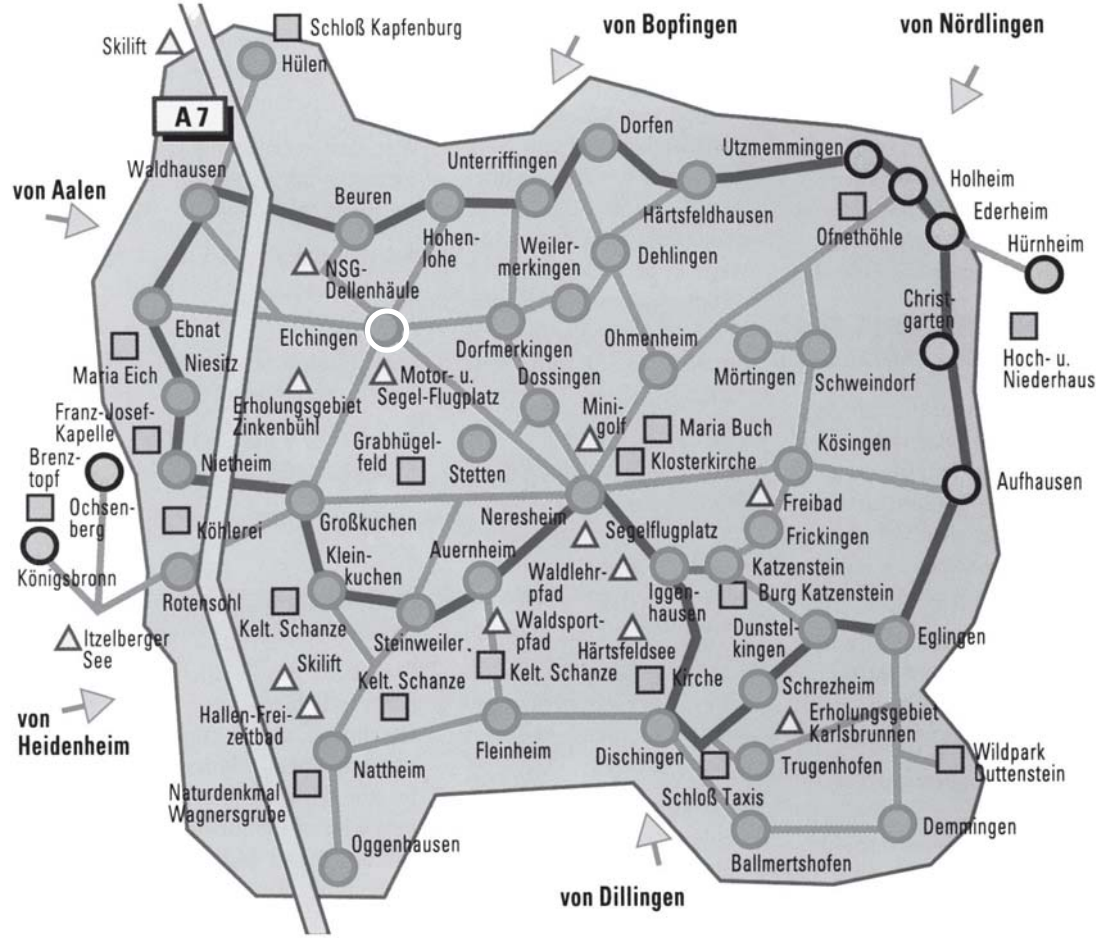 von Bopfingen
von Nördlingen
Skilift
Schloß Kapfenburg
Hülen
A 7
Dorfen
Utzmemmingen
Waldhausen
Unterriffingen
Holheim
von Aalen
Beuren
Härtsfeldhausen
Ederheim
Ofnethöhle
Hürnheim
Hohen-
lohe
Weiler-
merkingen
Dehlingen
NSG-
Dellenhäule
Christ-
garten
Ebnat
Elchingen
Dorfmerkingen
Ohmenheim
Niesitz
Maria Eich
Motor- u.
Segel-Flugplatz
Dossingen
Mörtingen
Schweindorf
Hoch- u.
Niederhaus
Erholungsgebiet
Zinkenbühl
Franz-Josef-
Kapelle
Mini-
golf
Maria Buch
Grabhügel-
feld
Stetten
Klosterkirche
Kösingen
Brenz-
topf
Nietheim
Ochsen-
berg
Aufhausen
Freibad
Köhlerei
Großkuchen
Neresheim
Segelflugplatz
Frickingen
Königsbronn
Klein-
kuchen
Auernheim
Waldlehr-
pfad
Iggen-
hausen
Katzenstein
Burg Katzenstein
Rotensohl
Kelt. Schanze
Steinweiler
Waldsport-
pfad
Dunstel-
kingen
Eglingen
Itzelberger
See
Härtsfeldsee
Skilift
Kelt. Schanze
Kelt. Schanze
Kirche
Schrezheim
von
Heidenheim
Hallen-Frei-
zeitbad
Erholungsgebiet
Karlsbrunnen
Nattheim
Fleinheim
Dischingen
Trugenhofen
Wildpark
Duttenstein
Naturdenkmal
Wagnersgrube
Schloß Taxis
Oggenhausen
Demmingen
Ballmertshofen
von Dillingen